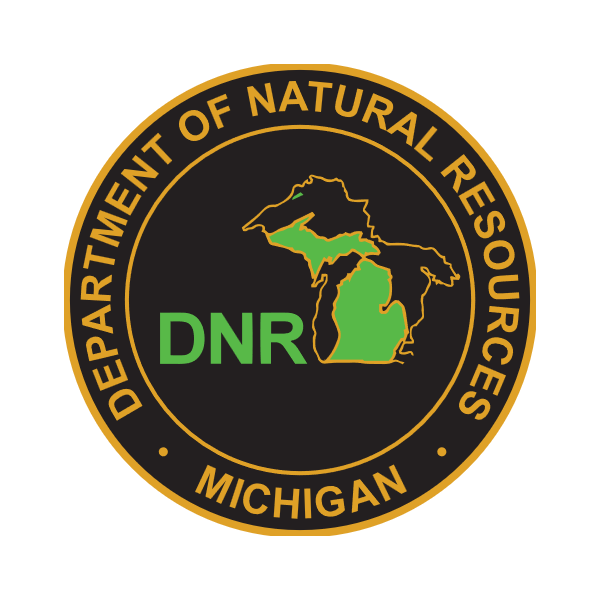 DEPARTMENT OF NATURAL RESOURCES
DNR
• MICHIGAN •